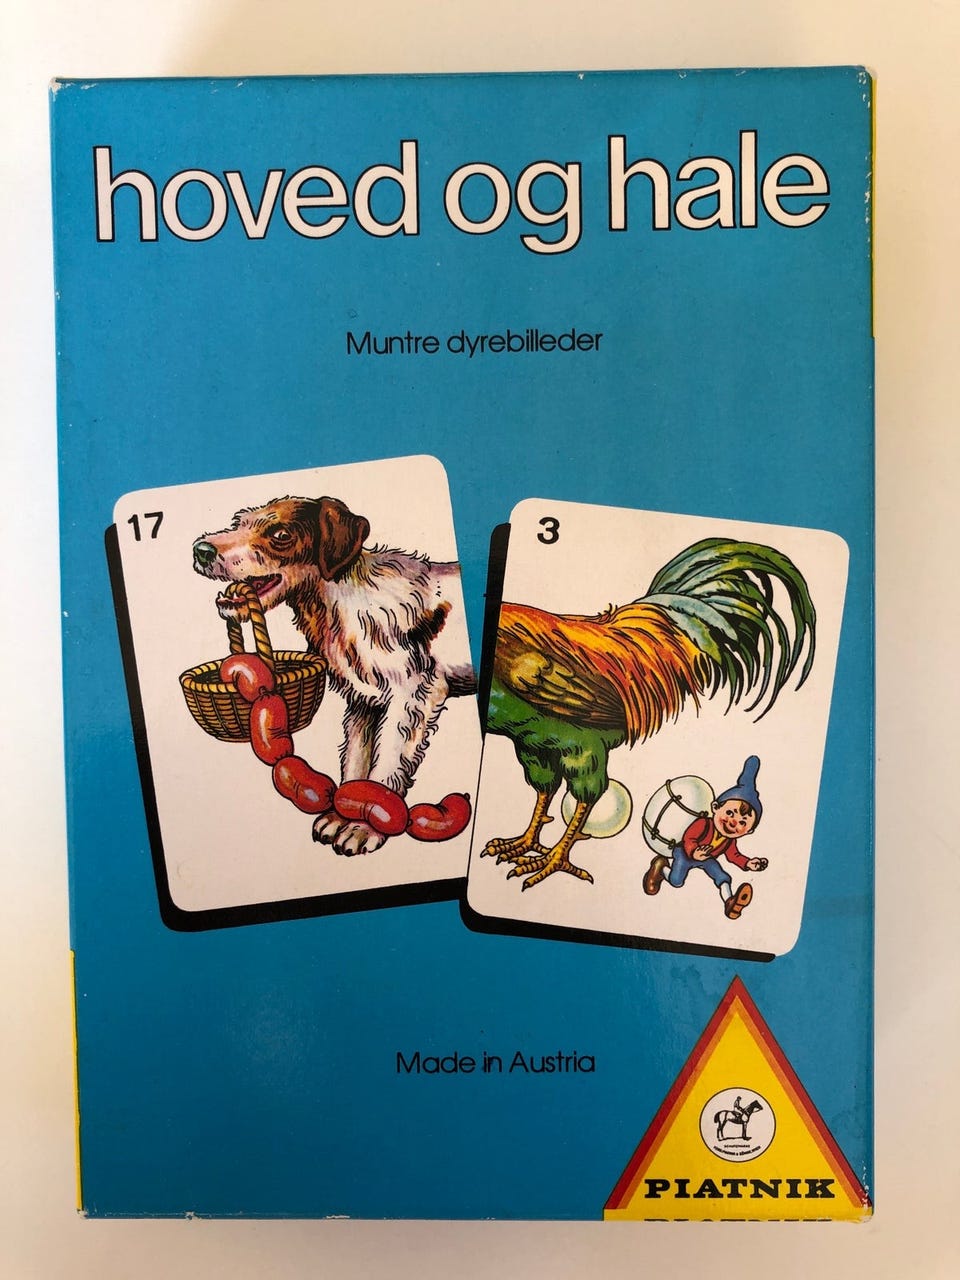 hoved og hale
Muntre dyrebilleder
17
3
Made in Austria
PIATNIK